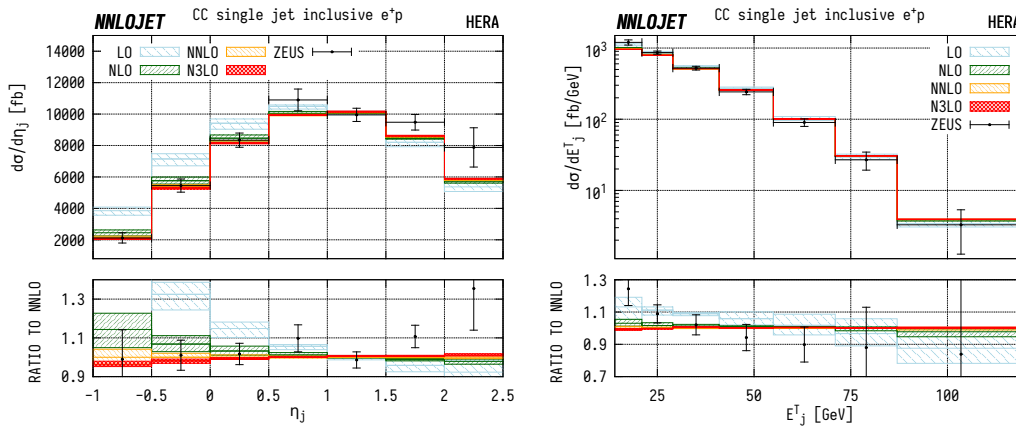 NNLOJET CC single jet inclusive e⁺p HERA
LO NNLO ZEUS
NLO N3LO
dσ/dηⱼ [fb]
14000
12000
10000
8000
6000
4000
2000
RATIO TO NNLO
1.3
1.1
0.9
-1 -0.5 0 0.5 1 1.5 2 2.5
ηⱼ
NNLOJET CC single jet inclusive e⁺p HERA
LO
NLO
NNLO
N3LO
ZEUS
dσ/dEᵀⱼ [fb/GeV]
10³
10²
10¹
RATIO TO NNLO
1.3
1.1
0.9
0.7
25 50 75 100
Eᵀⱼ [GeV]